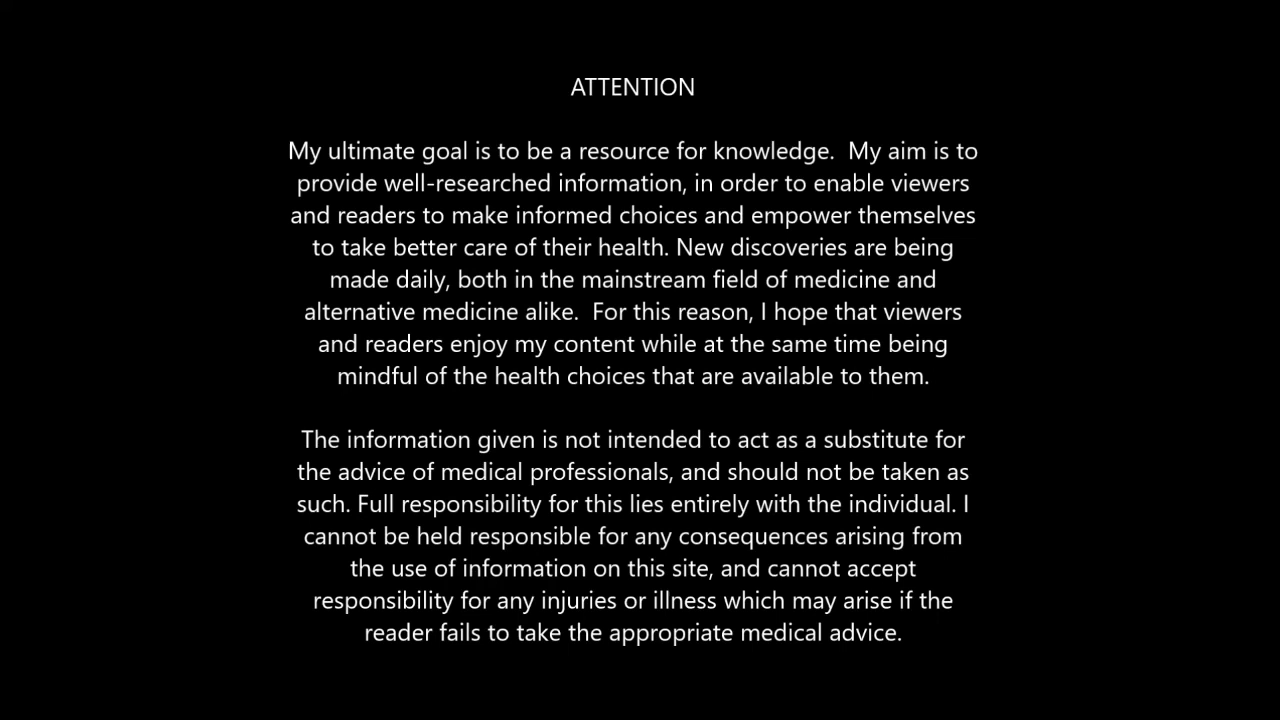 ATTENTION
My ultimate goal is to be a resource for knowledge.  My aim is to
provide well-researched information, in order to enable viewers
and readers to make informed choices and empower themselves
to take better care of their health. New discoveries are being
made daily, both in the mainstream field of medicine and
alternative medicine alike.  For this reason, I hope that viewers
and readers enjoy my content while at the same time being
mindful of the health choices that are available to them.
The information given is not intended to act as a substitute for
the advice of medical professionals, and should not be taken as
such. Full responsibility for this lies entirely with the individual. I
cannot be held responsible for any consequences arising from
the use of information on this site, and cannot accept
responsibility for any injuries or illness which may arise if the
reader fails to take the appropriate medical advice.